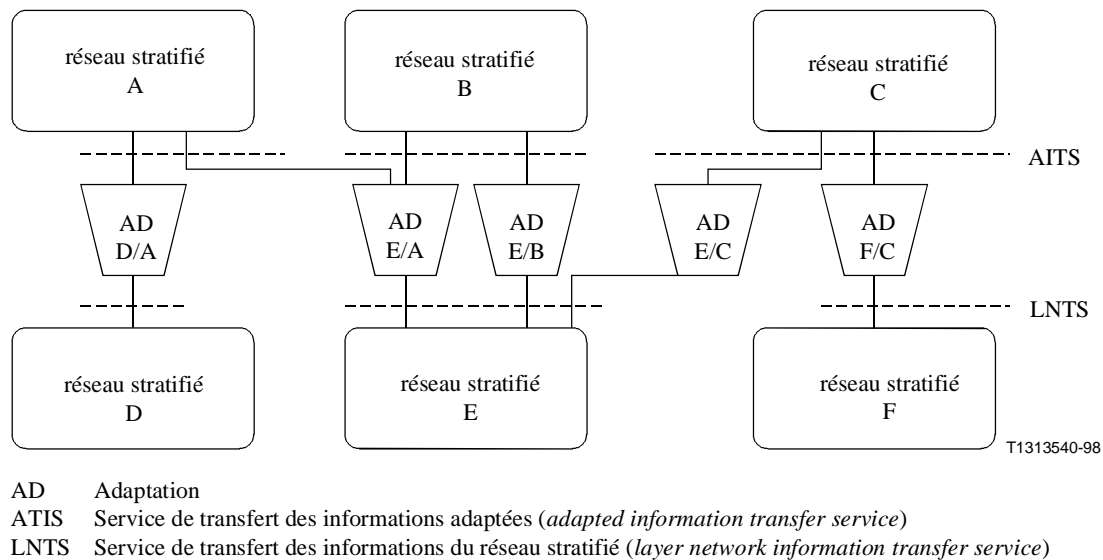 réseau stratifié
A
réseau stratifié
B
réseau stratifié
C
AITS
AD
D/A
AD
E/A
AD
E/B
AD
E/C
AD
F/C
LNTS
réseau stratifié
D
réseau stratifié
E
réseau stratifié
F
T1313540-98
AD Adaptation
ATIS Service de transfert des informations adaptées (adapted information transfer service)
LNTS Service de transfert des informations du réseau stratifié (layer network information transfer service)